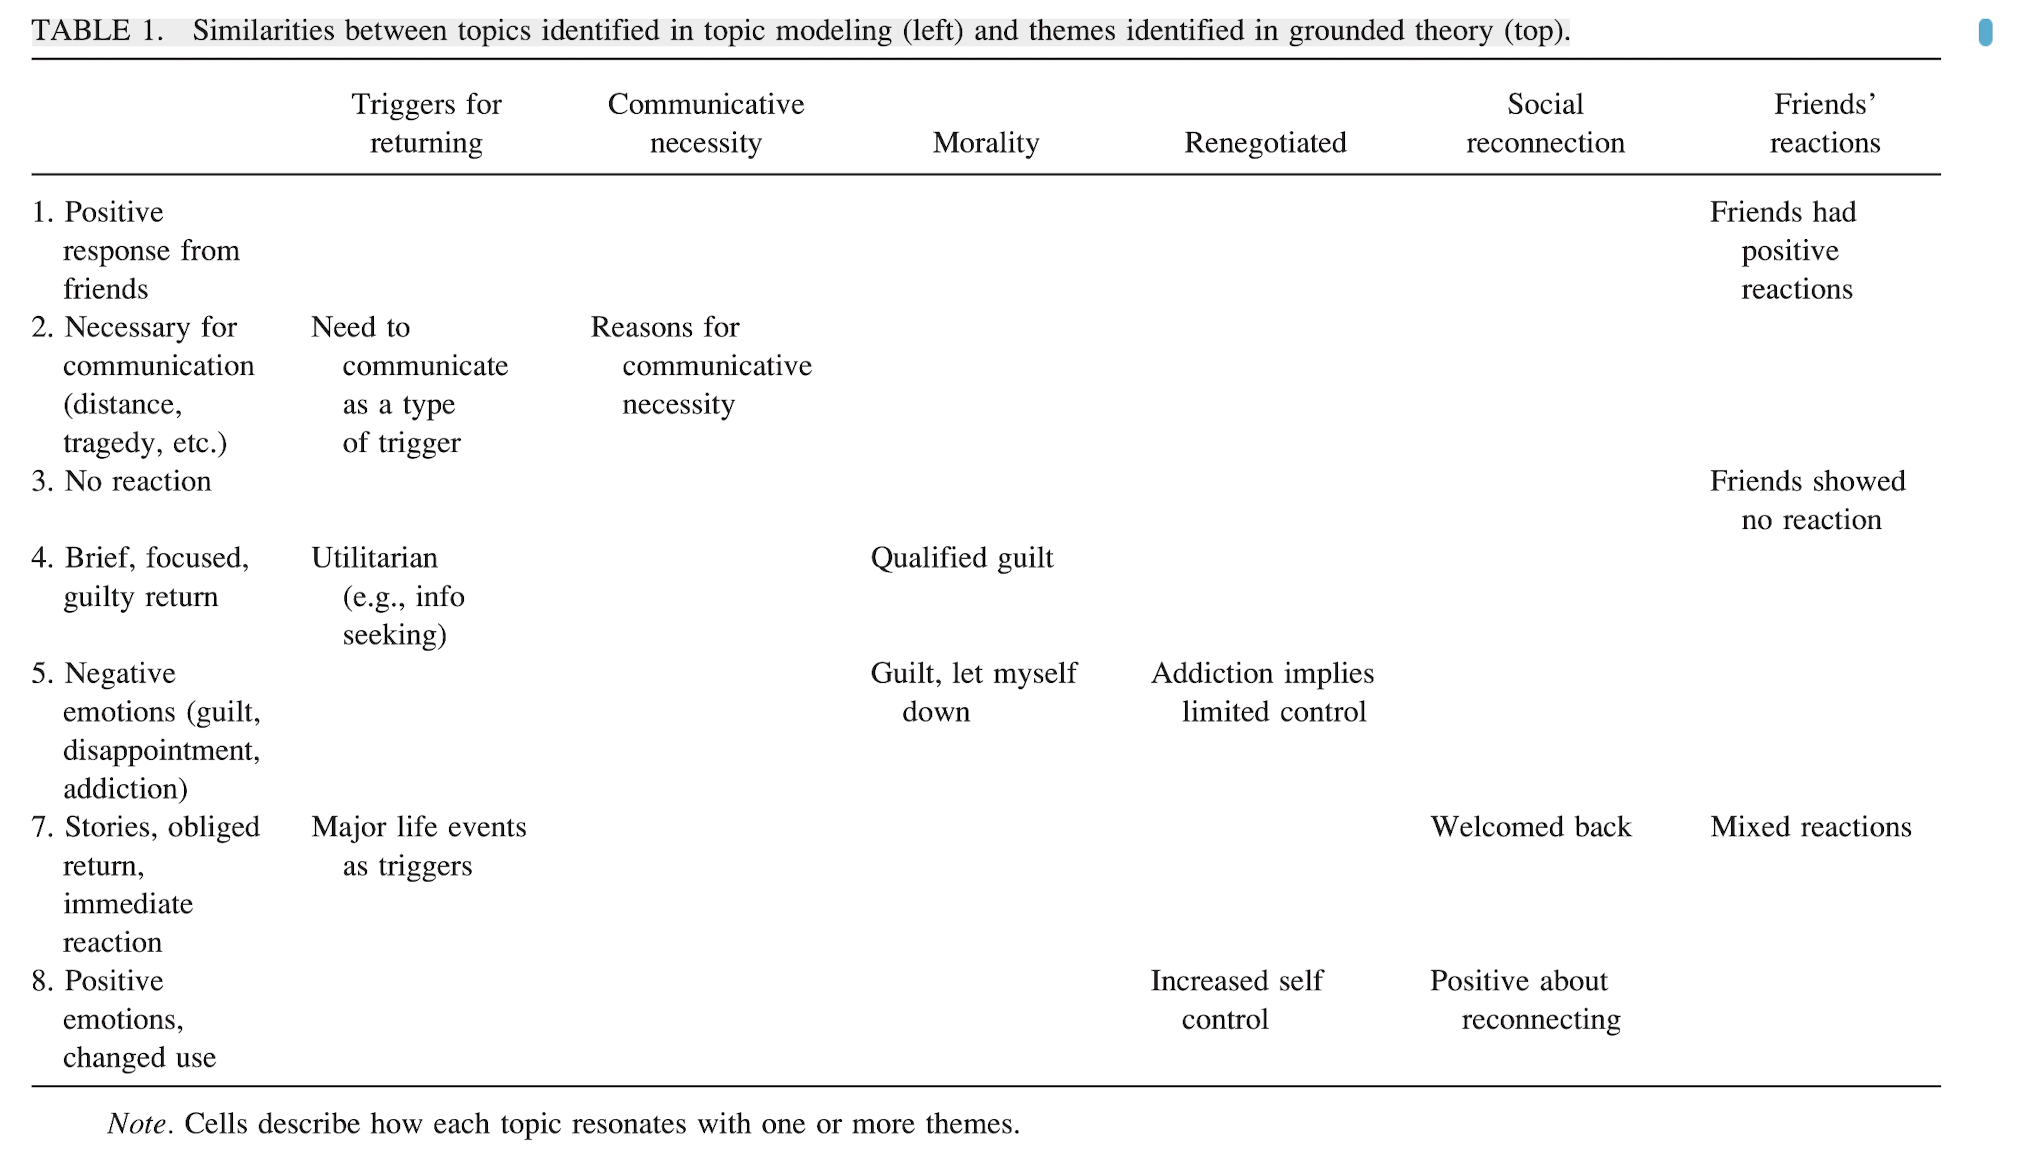 TABLE 1. Similarities between topics identified in topic modeling (left) and themes identified in grounded theory (top).
Triggers for Communicative Social Friends’
returning necessity Morality Renegotiated reconnection reactions
1. Positive Friends had
response from positive
friends reactions
2. Necessary for Need to Reasons for
communication communicate communicative
(distance, as a type necessity
tragedy, etc.) of trigger
3. No reaction Friends showed
no reaction
4. Brief, focused, Utilitarian Qualified guilt
guilty return (e.g., info
seeking)
5. Negative Guilt, let myself Addiction implies
emotions (guilt, down limited control
disappointment,
addiction)
7. Stories, obliged Major life events Welcomed back Mixed reactions
return, as triggers
immediate
reaction
8. Positive Increased self Positive about
emotions, control reconnecting
changed use
Note. Cells describe how each topic resonates with one or more themes.